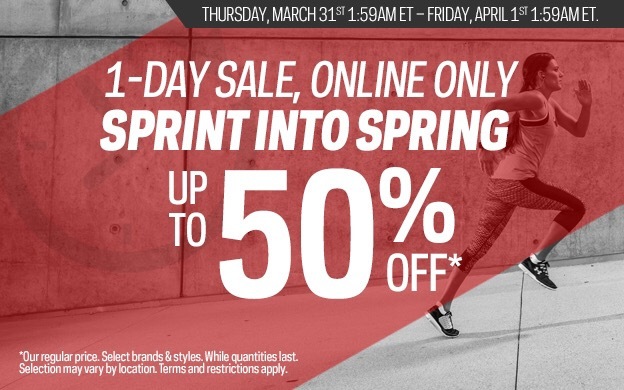 THURSDAY, MARCH 31ST 1:59AM ET – FRIDAY, APRIL 1ST 1:59AM ET.
1-DAY SALE, ONLINE ONLY
SPRINT INTO SPRING
UP TO 50% OFF*
*Our regular price. Select brands & styles. While quantities last.
Selection may vary by location. Terms and restrictions apply.